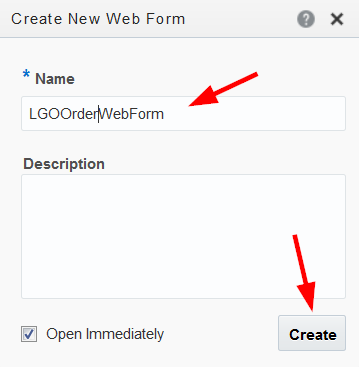 Create New Web Form ?
* Name
LGOOrderWebForm
Description
Open Immediately
Create